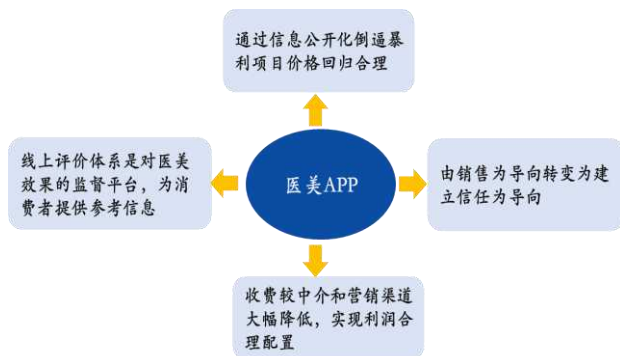 通过信息公开化倒逼暴
利项目价格回归合理
线上评价体系是对医美
效果的监督平台，为消
费者提供参考信息
医美APP
由销售为导向转变为建
立信任为导向
收费较中介和营销渠道
大幅降低，实现利润合
理配置